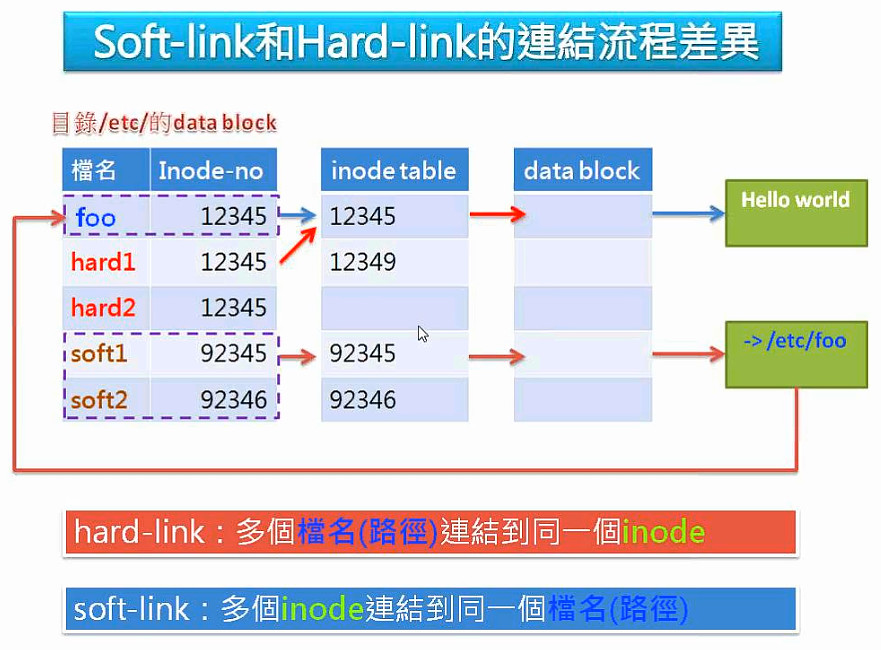 Soft-link和Hard-link的連結流程差異
目錄/etc/的data block
檔名 Inode-no inode table data block
foo 12345 12345 Hello world
hard1 12345 12349
hard2 12345
soft1 92345 92345 ->/etc/foo
soft2 92346 92346
hard-link：多個檔名(路徑)連結到同一個inode
soft-link：多個inode連結到同一個檔名(路徑)